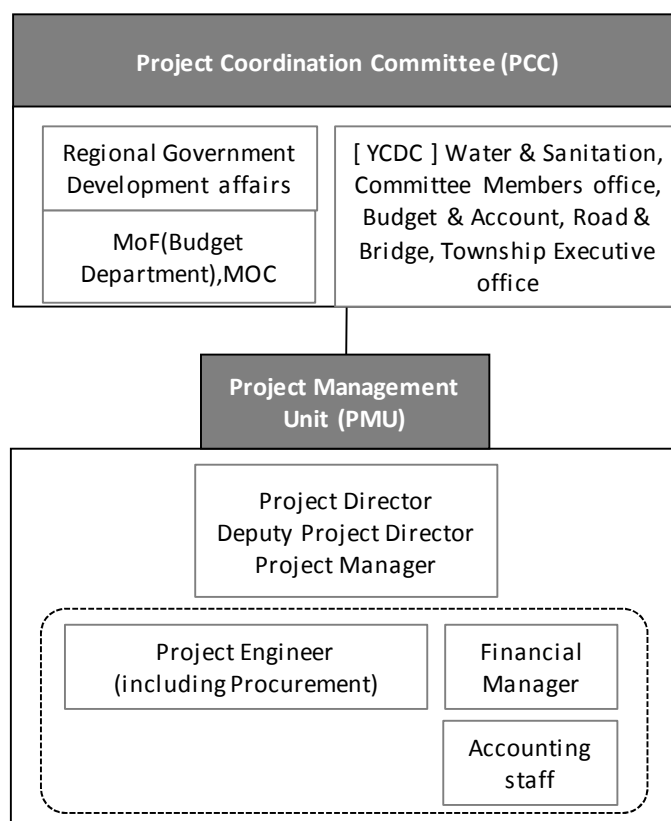 Project Coordination Committee (PCC)
Regional Government
Development affairs
MoF(Budget
Department),MOC
[ YCDC ] Water & Sanitation,
Committee Members office,
Budget & Account, Road &
Bridge, Township Executive
office
Project Management
Unit (PMU)
Project Director
Deputy Project Director
Project Manager
Project Engineer
(including Procurement)
Financial
Manager
Accounting
staff